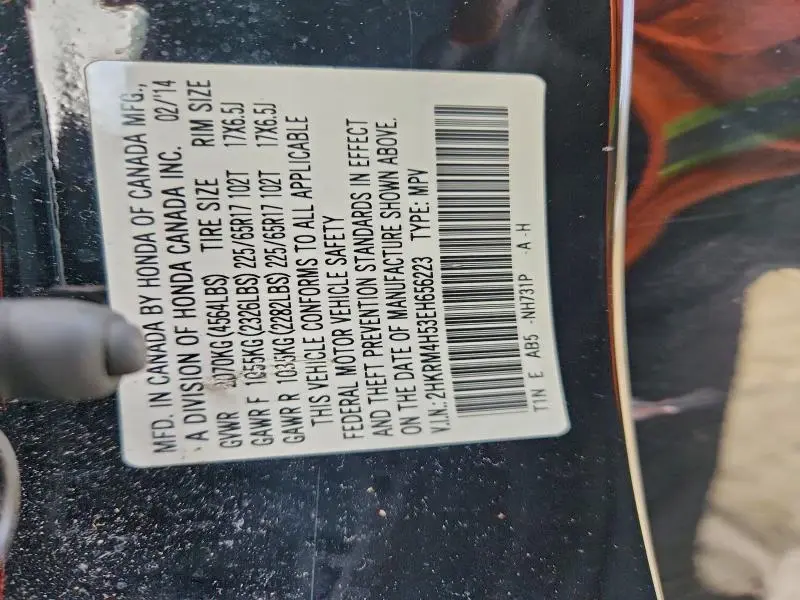 MFD. IN CANADA BY HONDA OF CANADA MFG.,
A DIVISION OF HONDA CANADA INC. 02/'14
GVWR 2070KG (4564LBS) TIRE SIZE RIM SIZE
GAWR F 1055KG (2326LBS) 225/65R17 102T 17X6.5J
GAWR R 1035KG (2282LBS) 225/65R17 102T 17X6.5J
THIS VEHICLE CONFORMS TO ALL APPLICABLE
FEDERAL MOTOR VEHICLE SAFETY
AND THEFT PREVENTION STANDARDS IN EFFECT
ON THE DATE OF MANUFACTURE SHOWN ABOVE.
V.I.N.:2HKRM4H53EH656223 TYPE: MPV
T1N E AB5 -NH731P -A -H